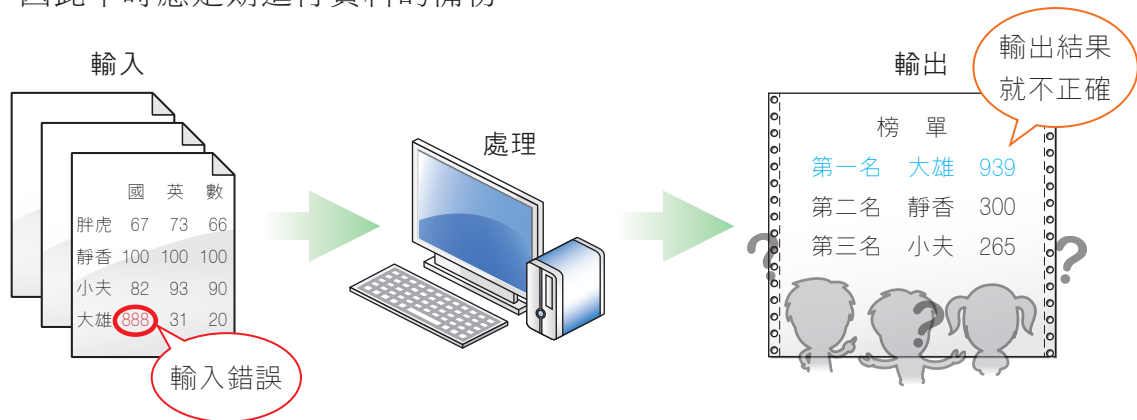 輸入
國 英 數
胖虎 67 73 66
靜香 100 100 100
小夫 82 93 90
大雄 888 31 20
輸入錯誤
處理
輸出
輸出結果
就不正確
榜 單
第一名 大雄 939
第二名 靜香 300
第三名 小夫 265
? ? ?